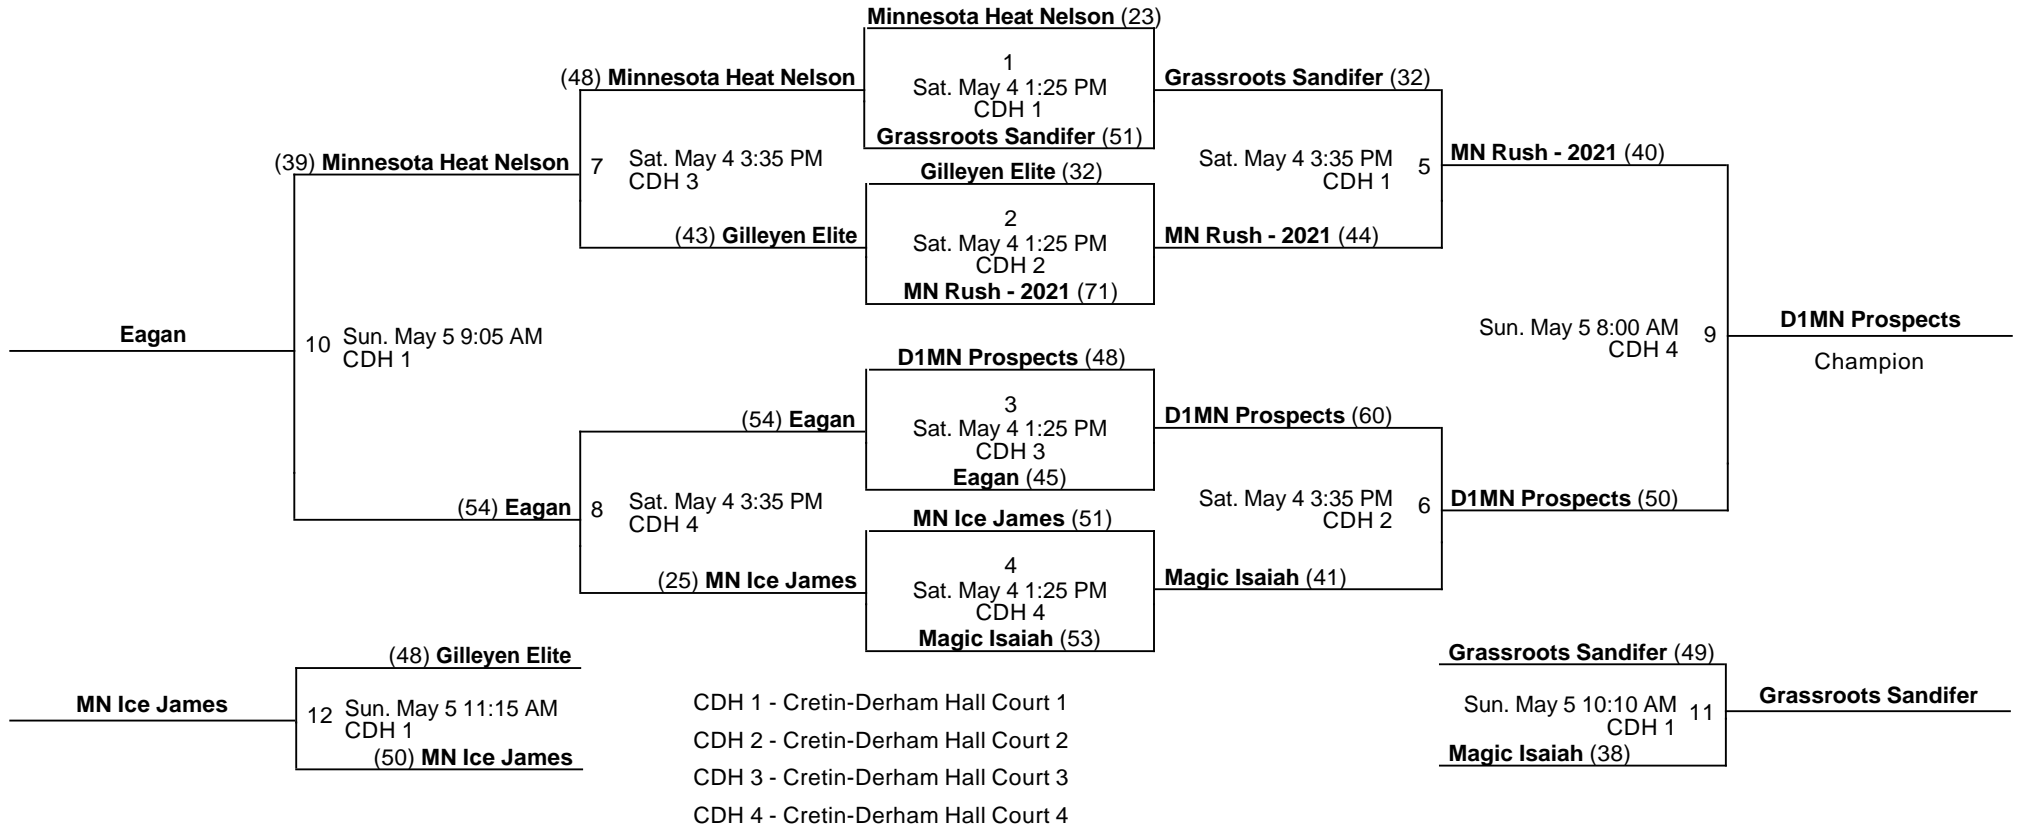 Minnesota Heat Nelson (23)
1
Sat. May 4 1:25 PM
CDH 1
Grassroots Sandifer (51)
Gilleyen Elite (32)
2
Sat. May 4 1:25 PM
CDH 2
MN Rush - 2021 (71)
D1MN Prospects (48)
3
Sat. May 4 1:25 PM
CDH 3
Eagan (45)
MN Ice James (51)
4
Sat. May 4 1:25 PM
CDH 4
Magic Isaiah (53)
Grassroots Sandifer (32)
Sat. May 4 3:35 PM
CDH 1
5
MN Rush - 2021 (44)
D1MN Prospects (60)
Sat. May 4 3:35 PM
CDH 2
6
Magic Isaiah (41)
MN Rush - 2021 (40)
Sun. May 5 8:00 AM
CDH 4
9
D1MN Prospects (50)
D1MN Prospects
Champion
(48) Minnesota Heat Nelson
7
Sat. May 4 3:35 PM
CDH 3
(43) Gilleyen Elite
(54) Eagan
8
Sat. May 4 3:35 PM
CDH 4
(25) MN Ice James
(39) Minnesota Heat Nelson
10
Sun. May 5 9:05 AM
CDH 1
(54) Eagan
Eagan
(48) Gilleyen Elite
12
Sun. May 5 11:15 AM
CDH 1
(50) MN Ice James
MN Ice James
CDH 1 - Cretin-Derham Hall Court 1
CDH 2 - Cretin-Derham Hall Court 2
CDH 3 - Cretin-Derham Hall Court 3
CDH 4 - Cretin-Derham Hall Court 4
Grassroots Sandifer (49)
Sun. May 5 10:10 AM
CDH 1
11
Magic Isaiah (38)
Grassroots Sandifer